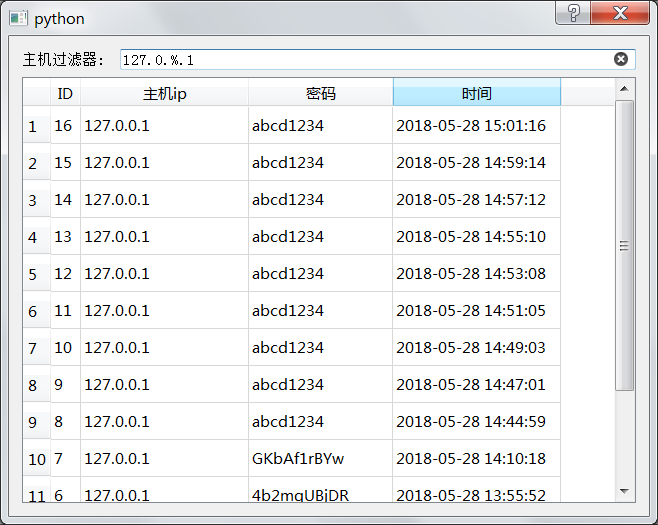 python
主机过滤器： 127.0.%.1
ID 主机ip 密码 时间
1 16 127.0.0.1 abcd1234 2018-05-28 15:01:16
2 15 127.0.0.1 abcd1234 2018-05-28 14:59:14
3 14 127.0.0.1 abcd1234 2018-05-28 14:57:12
4 13 127.0.0.1 abcd1234 2018-05-28 14:55:10
5 12 127.0.0.1 abcd1234 2018-05-28 14:53:08
6 11 127.0.0.1 abcd1234 2018-05-28 14:51:05
7 10 127.0.0.1 abcd1234 2018-05-28 14:49:03
8 9 127.0.0.1 abcd1234 2018-05-28 14:47:01
9 8 127.0.0.1 abcd1234 2018-05-28 14:44:59
10 7 127.0.0.1 GKbAf1rBYw 2018-05-28 14:10:18
11 6 127.0.0.1 4b2mqUBjDR 2018-05-28 13:55:52